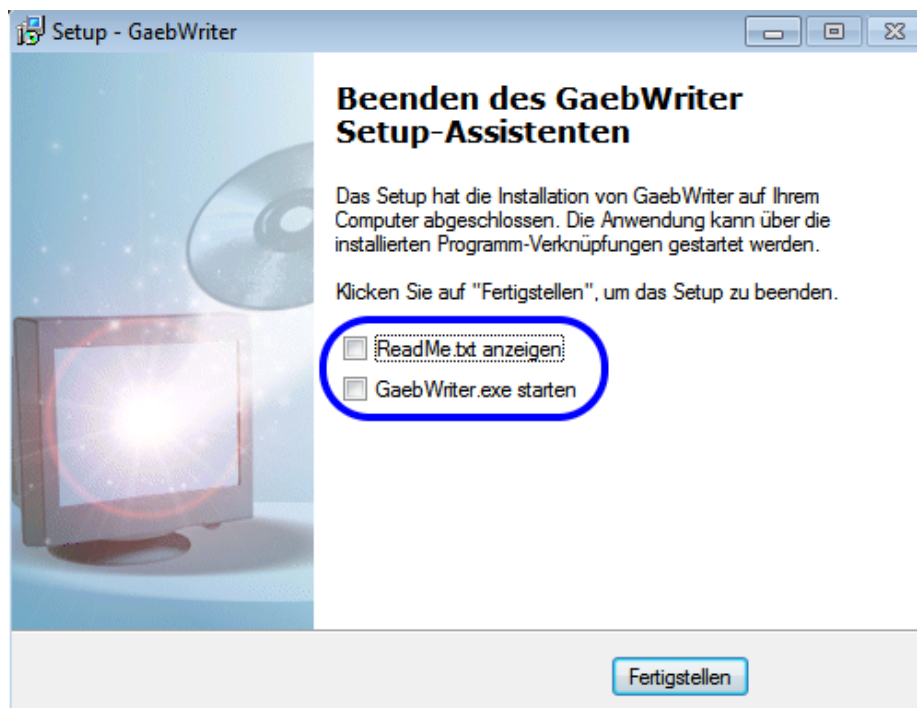 Setup - GaebWriter
Beenden des GaebWriter
Setup-Assistenten
Das Setup hat die Installation von GaebWriter auf Ihrem
Computer abgeschlossen. Die Anwendung kann über die
installierten Programm-Verknüpfungen gestartet werden.
Klicken Sie auf "Fertigstellen", um das Setup zu beenden.
ReadMe.txt anzeigen
GaebWriter.exe starten
Fertigstellen